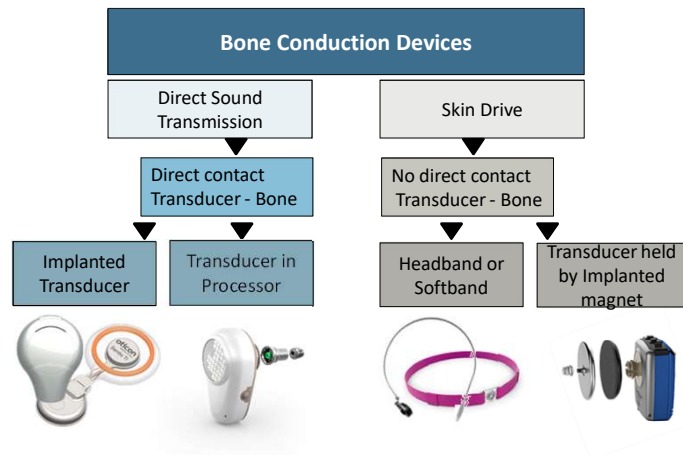 Bone Conduction Devices
Direct Sound
Transmission
Skin Drive
Direct contact
Transducer - Bone
No direct contact
Transducer - Bone
Implanted
Transducer
Transducer in
Processor
Headband or
Softband
Transducer held
by Implanted
magnet
oticon